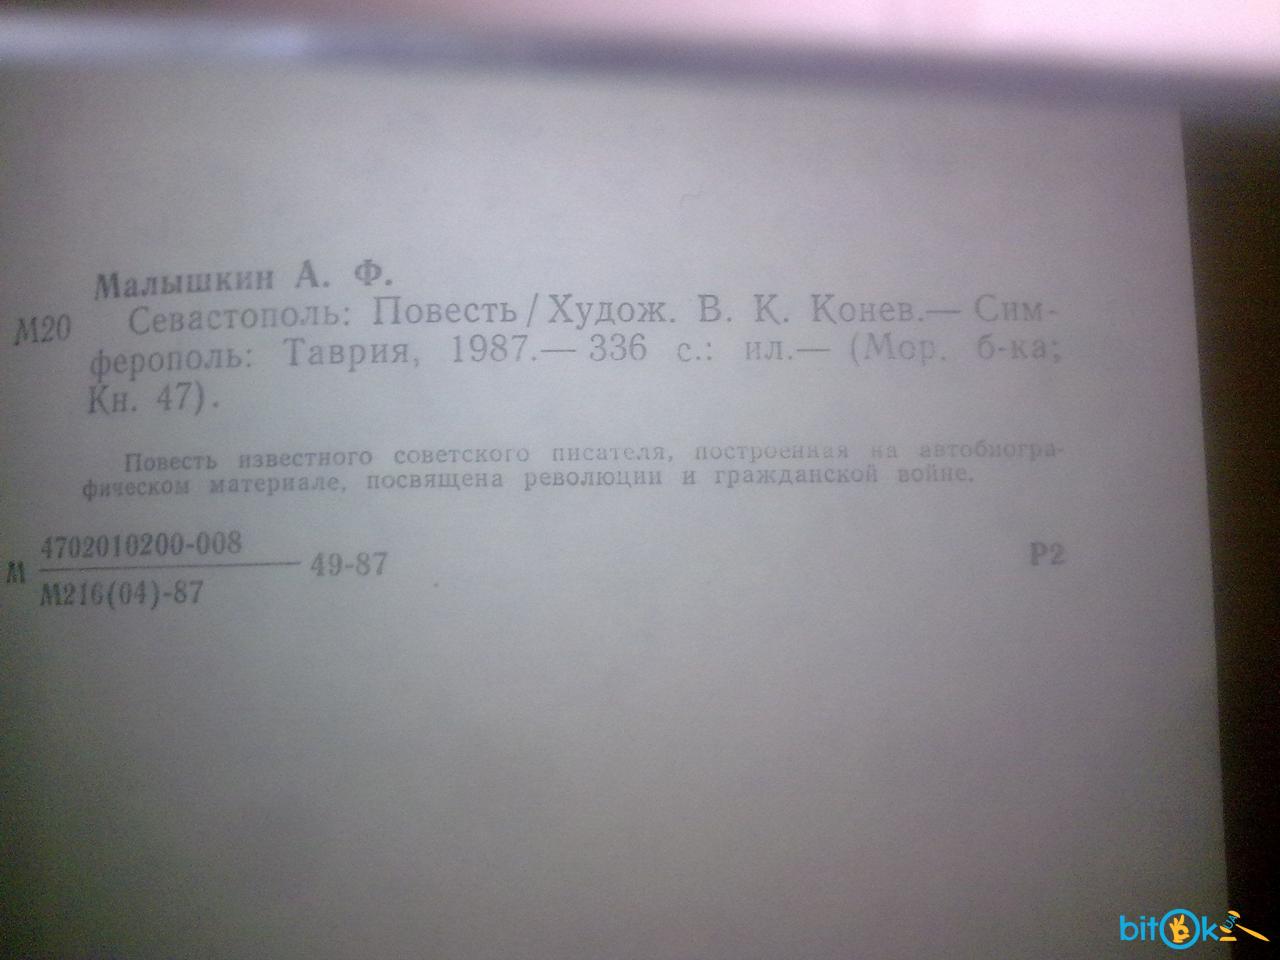 Малышкин А. Ф.
М20 Севастополь: Повесть / Худож. В. К. Конев.— Сим-
ферополь: Таврия, 1987.— 336 с.: ил.— (Мор. б-ка;
Кн. 47).
Повесть известного советского писателя, построенная на автобиогра-
фическом материале, посвящена революции и гражданской войне.
4702010200-008
М 49-87 Р2
М216(04)-87
bitOk UA